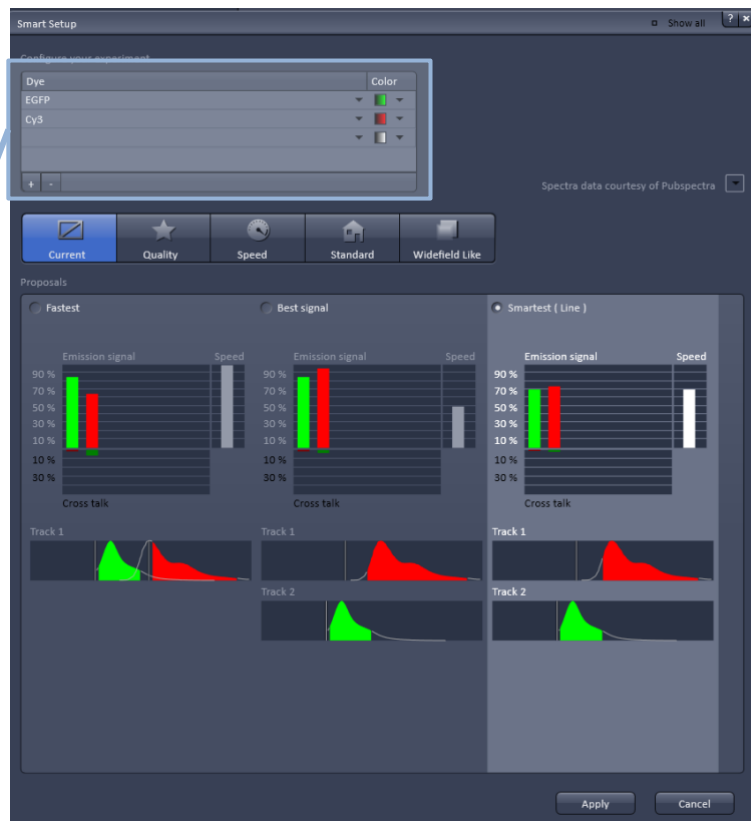 Smart Setup
Show all ? ×
Configure your experiment
Dye Color
EGFP
Cy3
+ -
Spectra data courtesy of Pubspectra
Current Quality Speed Standard Widefield Like
Proposals
Fastest Best signal Smartest ( Line )
Emission signal Speed Emission signal Speed Emission signal Speed
90 % 90 % 90 %
70 % 70 % 70 %
50 % 50 % 50 %
30 % 30 % 30 %
10 % 10 % 10 %
10 % 10 % 10 %
30 % 30 % 30 %
Cross talk Cross talk Cross talk
Track 1 Track 1 Track 1
Track 2 Track 2
Apply Cancel